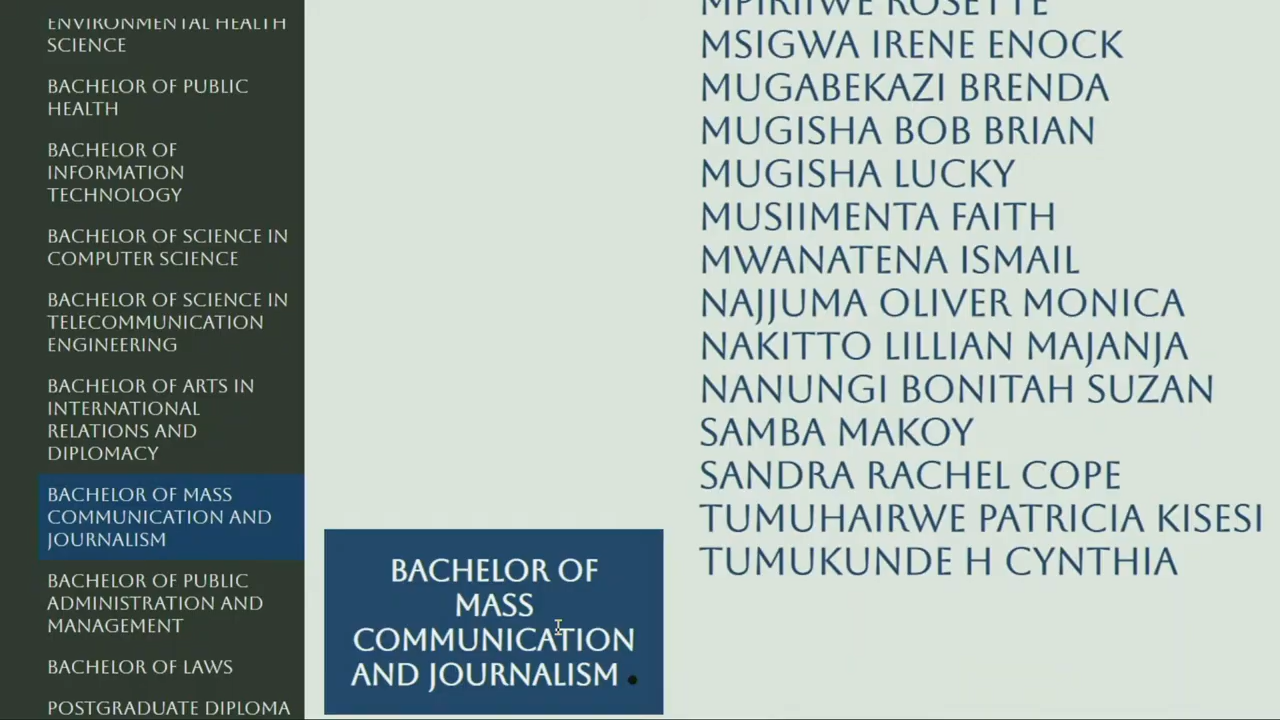 ENVIRONMENTAL HEALTH
SCIENCE
BACHELOR OF PUBLIC
HEALTH
BACHELOR OF
INFORMATION
TECHNOLOGY
BACHELOR OF SCIENCE IN
COMPUTER SCIENCE
BACHELOR OF SCIENCE IN
TELECOMMUNICATION
ENGINEERING
BACHELOR OF ARTS IN
INTERNATIONAL
RELATIONS AND
DIPLOMACY
BACHELOR OF MASS
COMMUNICATION AND
JOURNALISM
BACHELOR OF PUBLIC
ADMINISTRATION AND
MANAGEMENT
BACHELOR OF LAWS
POSTGRADUATE DIPLOMA
BACHELOR OF
MASS
COMMUNICATION
AND JOURNALISM
ROSETTE
MSIGWA IRENE ENOCK
MUGABEKAZI BRENDA
MUGISHA BOB BRIAN
MUGISHA LUCKY
MUSIIMENTA FAITH
MWANATENA ISMAIL
NAJJUMA OLIVER MONICA
NAKITTO LILLIAN MAJANJA
NANUNGI BONITAH SUZAN
SAMBA MAKOY
SANDRA RACHEL COPE
TUMUHAIRWE PATRICIA KISESI
TUMUKUNDE H CYNTHIA